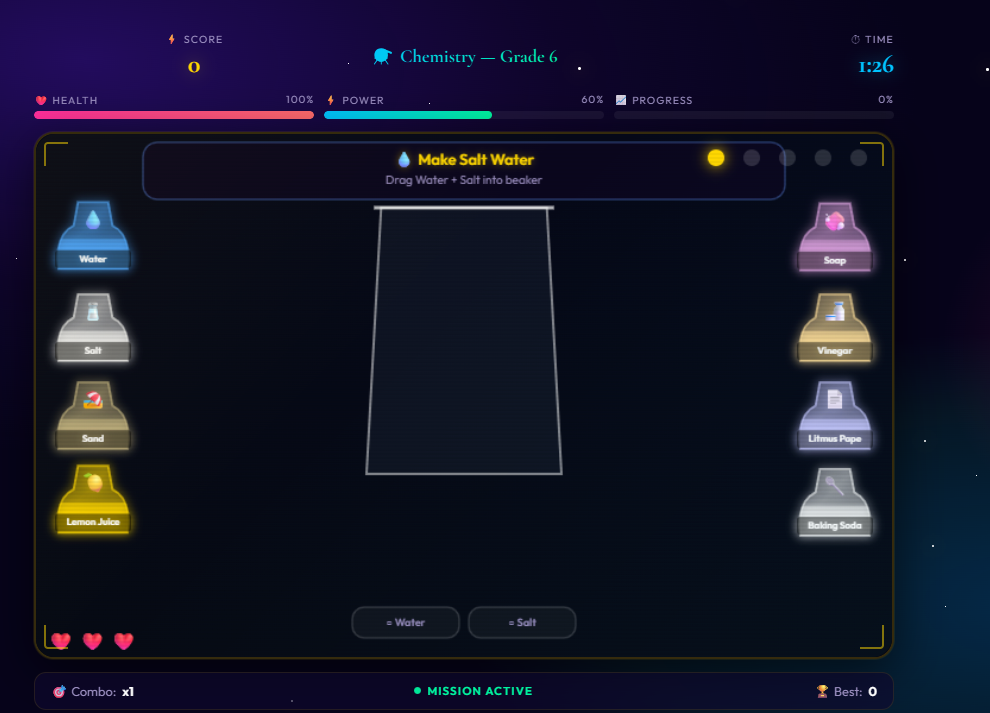 SCORE
0
Chemistry — Grade 6
TIME
1:26
HEALTH
100%
POWER
60%
PROGRESS
0%
Make Salt Water
Drag Water + Salt into beaker
Water
Salt
Sand
Lemon Juice
Soap
Vinegar
Litmus Pape
Baking Soda
= Water
= Salt
Combo: x1
MISSION ACTIVE
Best: 0